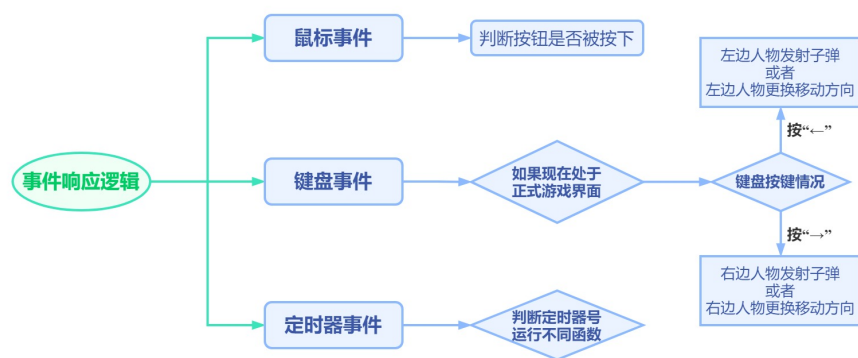 事件响应逻辑
鼠标事件
判断按钮是否被按下
键盘事件
如果现在处于
正式游戏界面
键盘按键情况
按“←”
左边人物发射子弹
或者
左边人物更换移动方向
按“→”
右边人物发射子弹
或者
右边人物更换移动方向
定时器事件
判断定时器号
运行不同函数